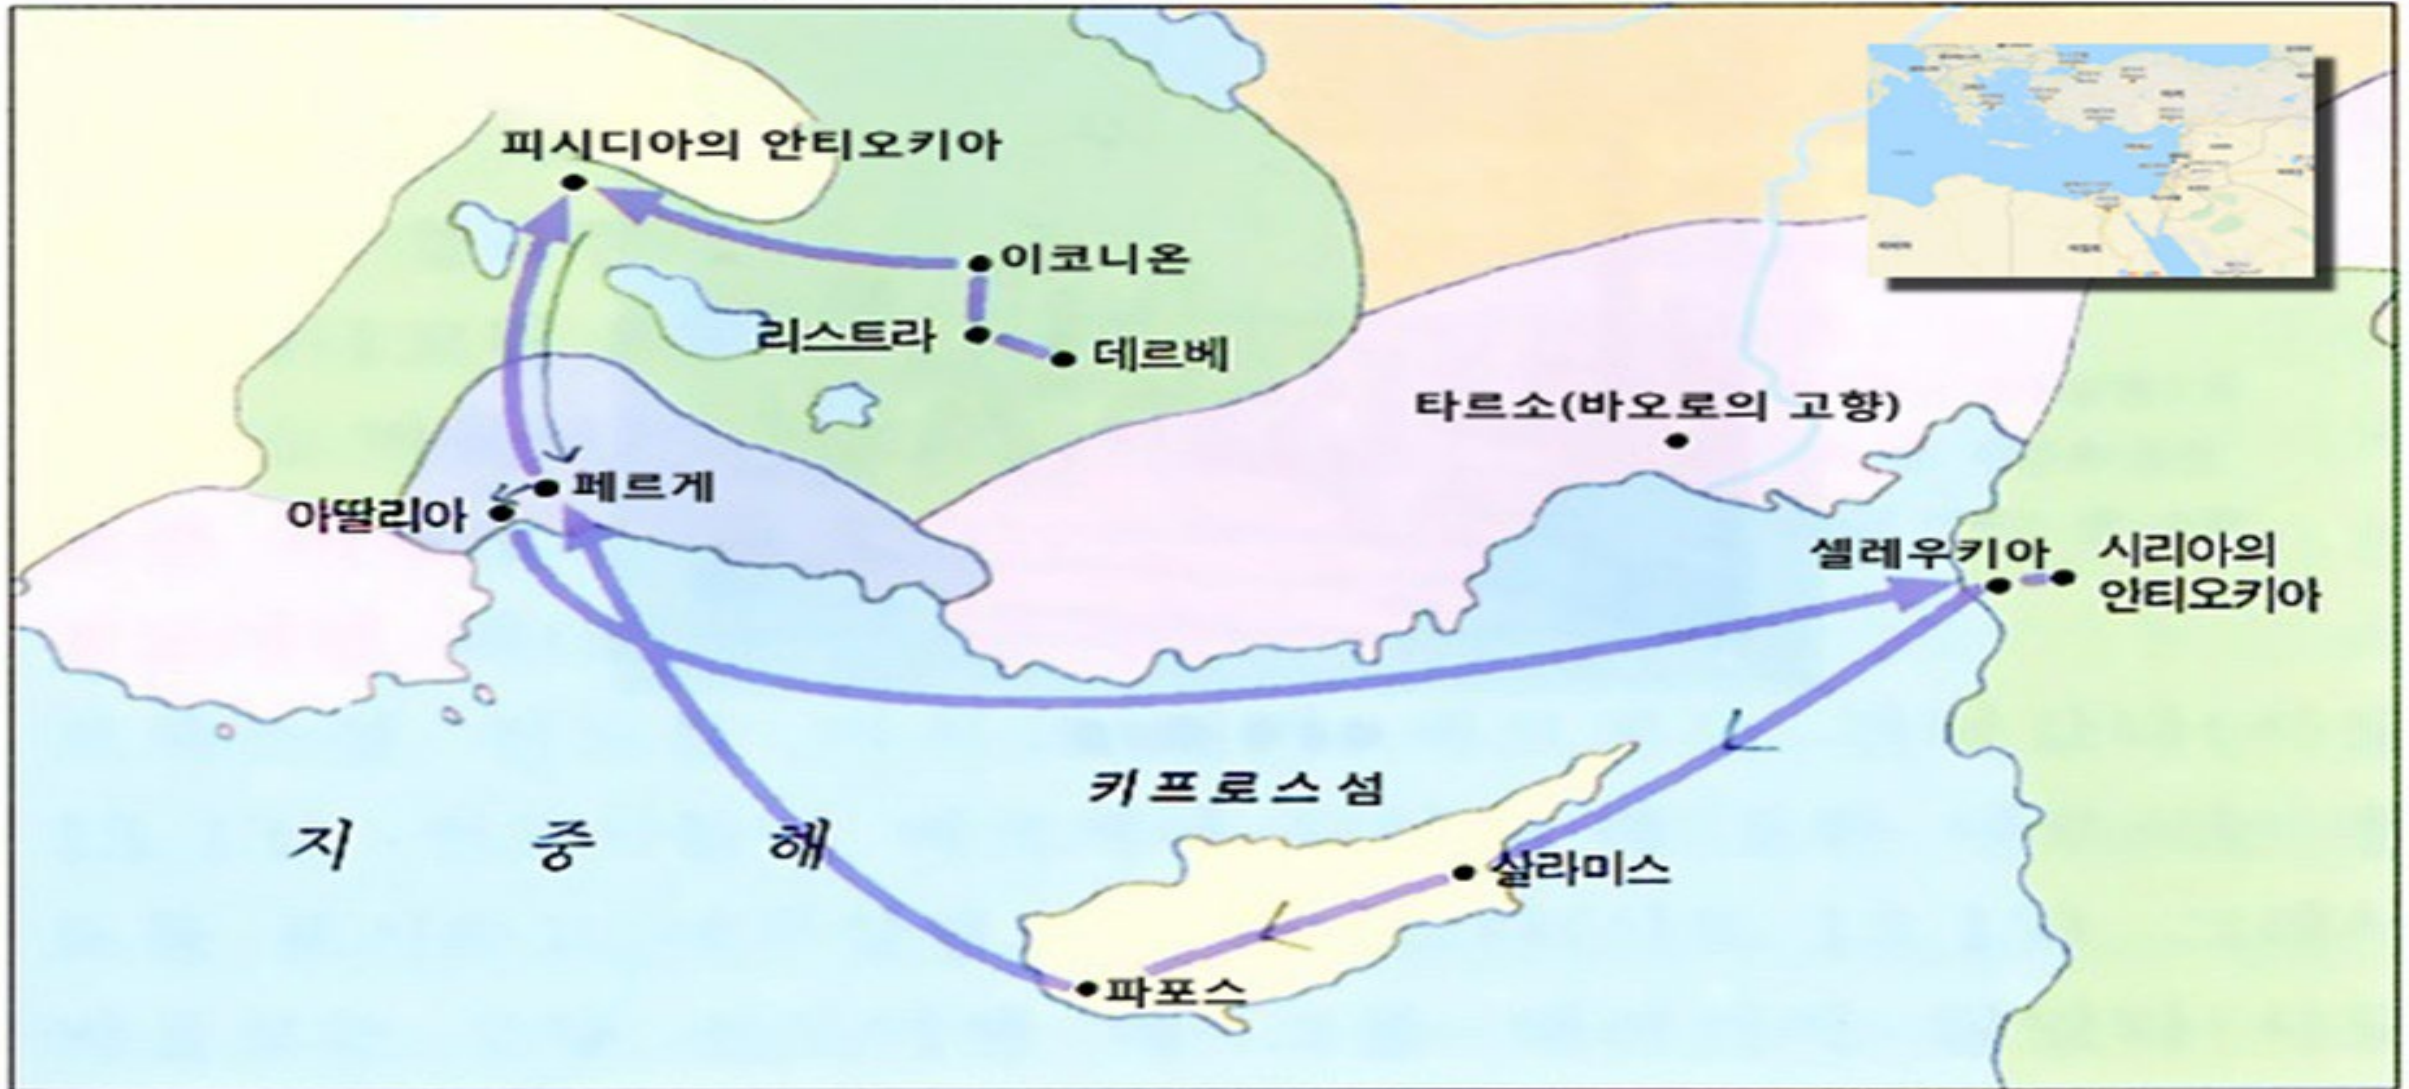 피시디아의 안티오키아
이코니온
리스트라
데르베
타르소(바오로의 고향)
페르게
아딸리아
셀레우키아
시리아의
안티오키아
키프로스섬
지 중 해
살라미스
파포스